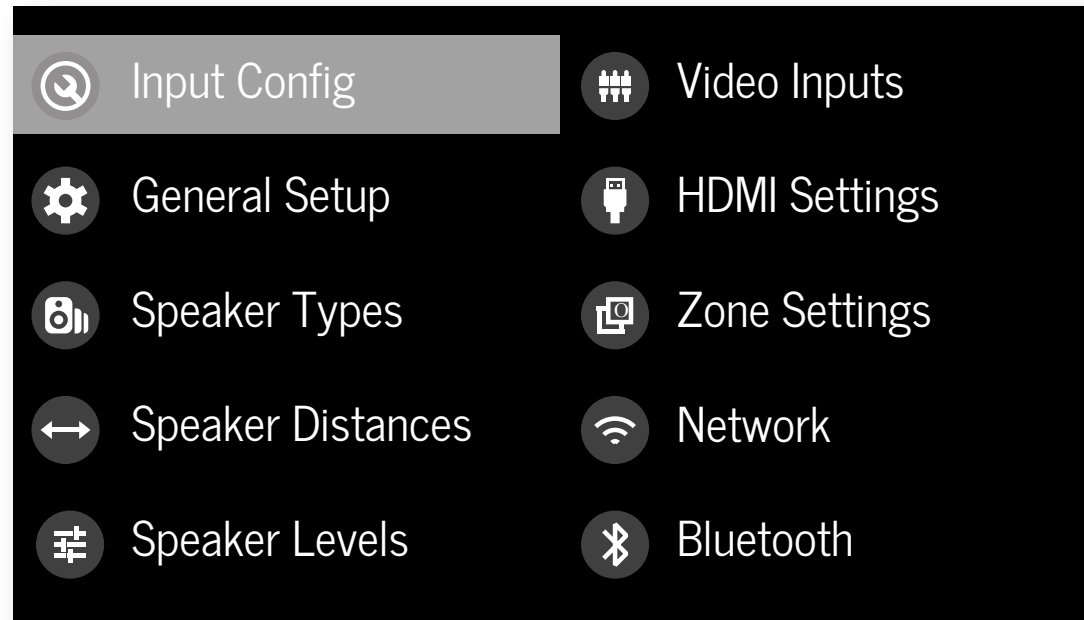 Input Config
General Setup
Speaker Types
Speaker Distances
Speaker Levels
Video Inputs
HDMI Settings
Zone Settings
Network
Bluetooth